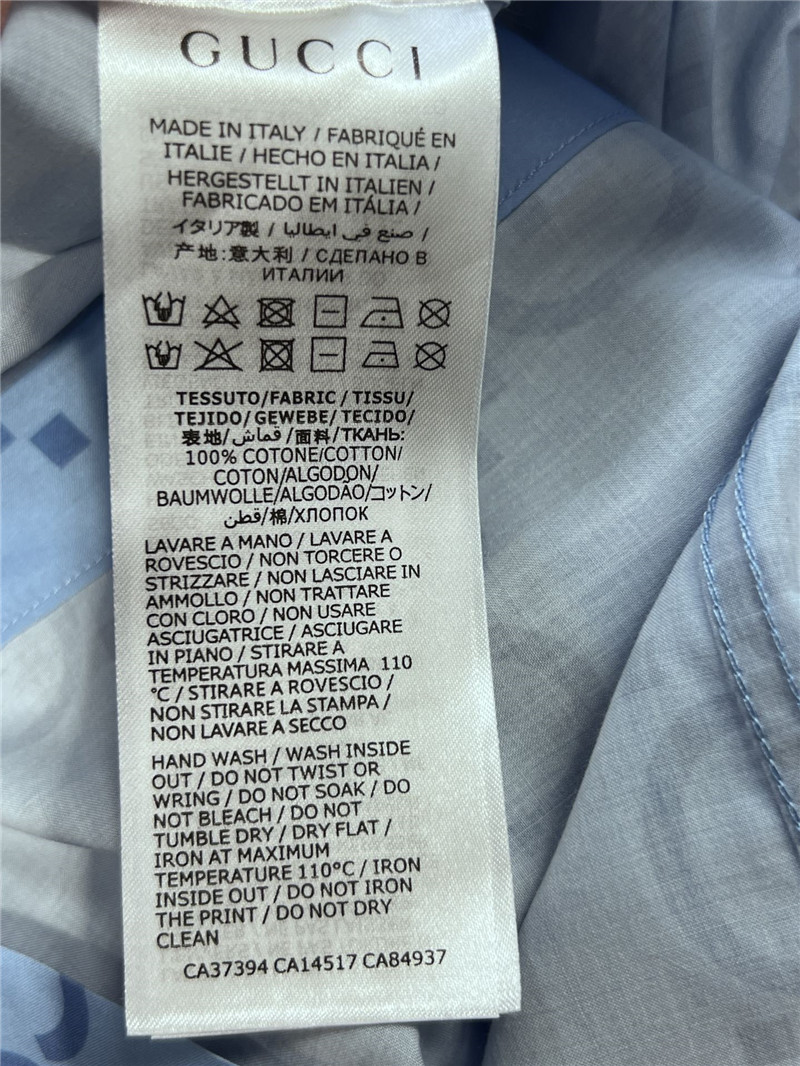 GUCCI
MADE IN ITALY / FABRIQUÉ EN
ITALIE / HECHO EN ITALIA /
HERGESTELLT IN ITALIEN /
FABRICADO EM ITÁLIA /
イタリア製 / صنع في ايطاليا /
产地:意大利 / СДЕЛАНО В
ИТАЛИИ
TESSUTO/FABRIC/TISSU/
TEJIDO/GEWEBE/TECIDO/
表地/قماش/面料/ТКАНЬ:
100% COTONE/COTTON/
COTON/ALGODON/
BAUMWOLLE/ALGODÃO/コットン/
قطن/棉/ХЛОПОК
LAVARE A MANO / LAVARE A
ROVESCIO / NON TORCERE O
STRIZZARE / NON LASCIARE IN
AMMOLLO / NON TRATTARE
CON CLORO / NON USARE
ASCIUGATRICE / ASCIUGARE
IN PIANO / STIRARE A
TEMPERATURA MASSIMA 110
°C / STIRARE A ROVESCIO /
NON STIRARE LA STAMPA /
NON LAVARE A SECCO
HAND WASH / WASH INSIDE
OUT / DO NOT TWIST OR
WRING / DO NOT SOAK / DO
NOT BLEACH / DO NOT
TUMBLE DRY / DRY FLAT /
IRON AT MAXIMUM
TEMPERATURE 110°C / IRON
INSIDE OUT / DO NOT IRON
THE PRINT / DO NOT DRY
CLEAN
CA37394 CA14517 CA84937